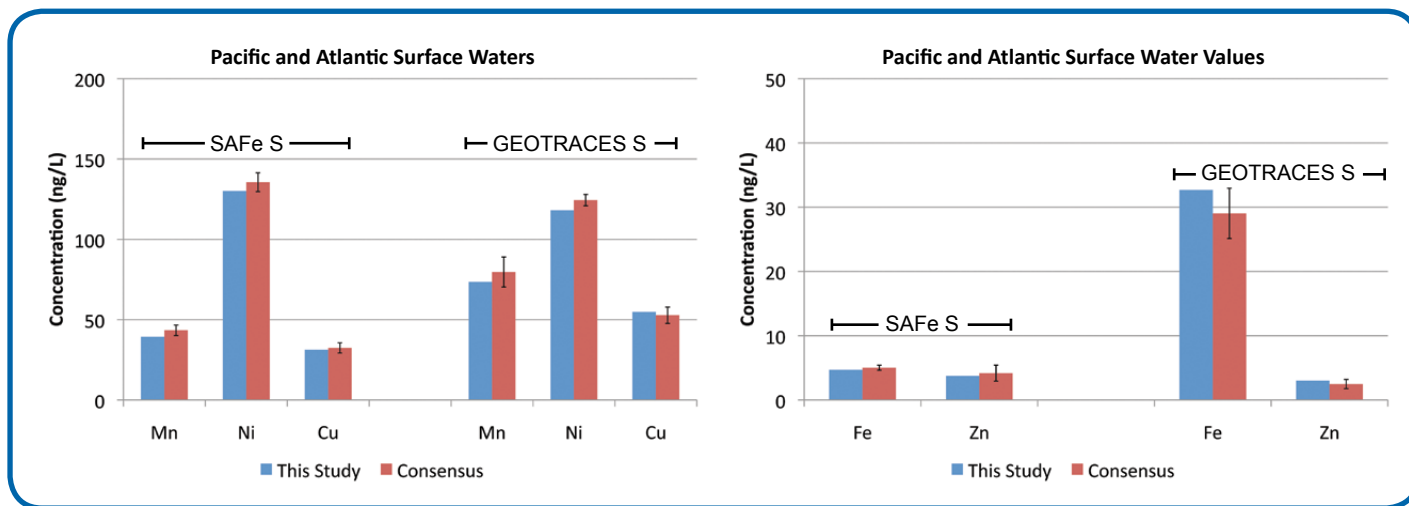 Pacific and Atlantic Surface Waters
200
150
100
50
0
Concentration (ng/L)
SAFe S
GEOTRACES S
Mn Ni Cu Mn Ni Cu
This Study Consensus
Pacific and Atlantic Surface Water Values
50
40
30
20
10
0
Concentration (ng/L)
GEOTRACES S
SAFe S
Fe Zn Fe Zn
This Study Consensus